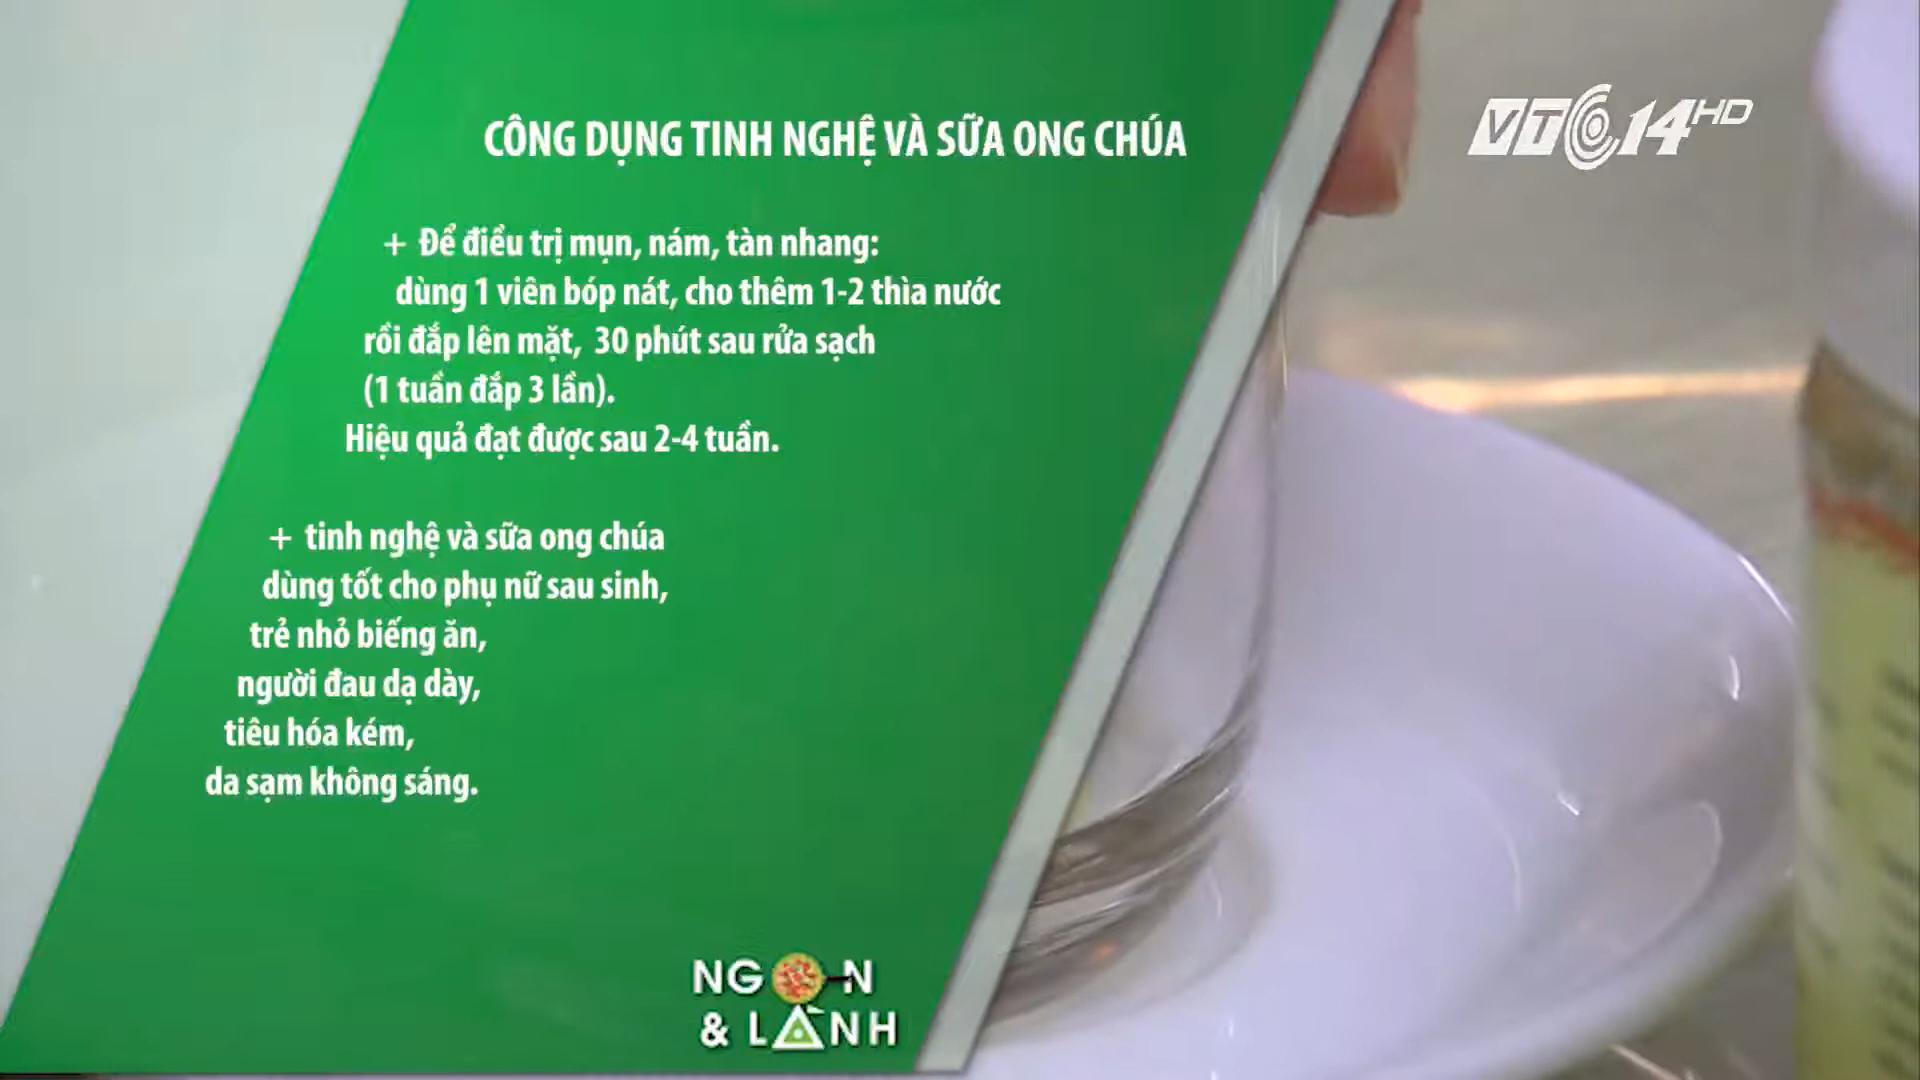 CÔNG DỤNG TINH NGHỆ VÀ SỮA ONG CHÚA
VTC14HD
+ Để điều trị mụn, nám, tàn nhang:
dùng 1 viên bóp nát, cho thêm 1-2 thìa nước
rồi đắp lên mặt, 30 phút sau rửa sạch
(1 tuần đắp 3 lần).
Hiệu quả đạt được sau 2-4 tuần.
+ tinh nghệ và sữa ong chúa
dùng tốt cho phụ nữ sau sinh,
trẻ nhỏ biếng ăn,
người đau dạ dày,
tiêu hóa kém,
da sạm không sáng.
NGON
& LÀNH